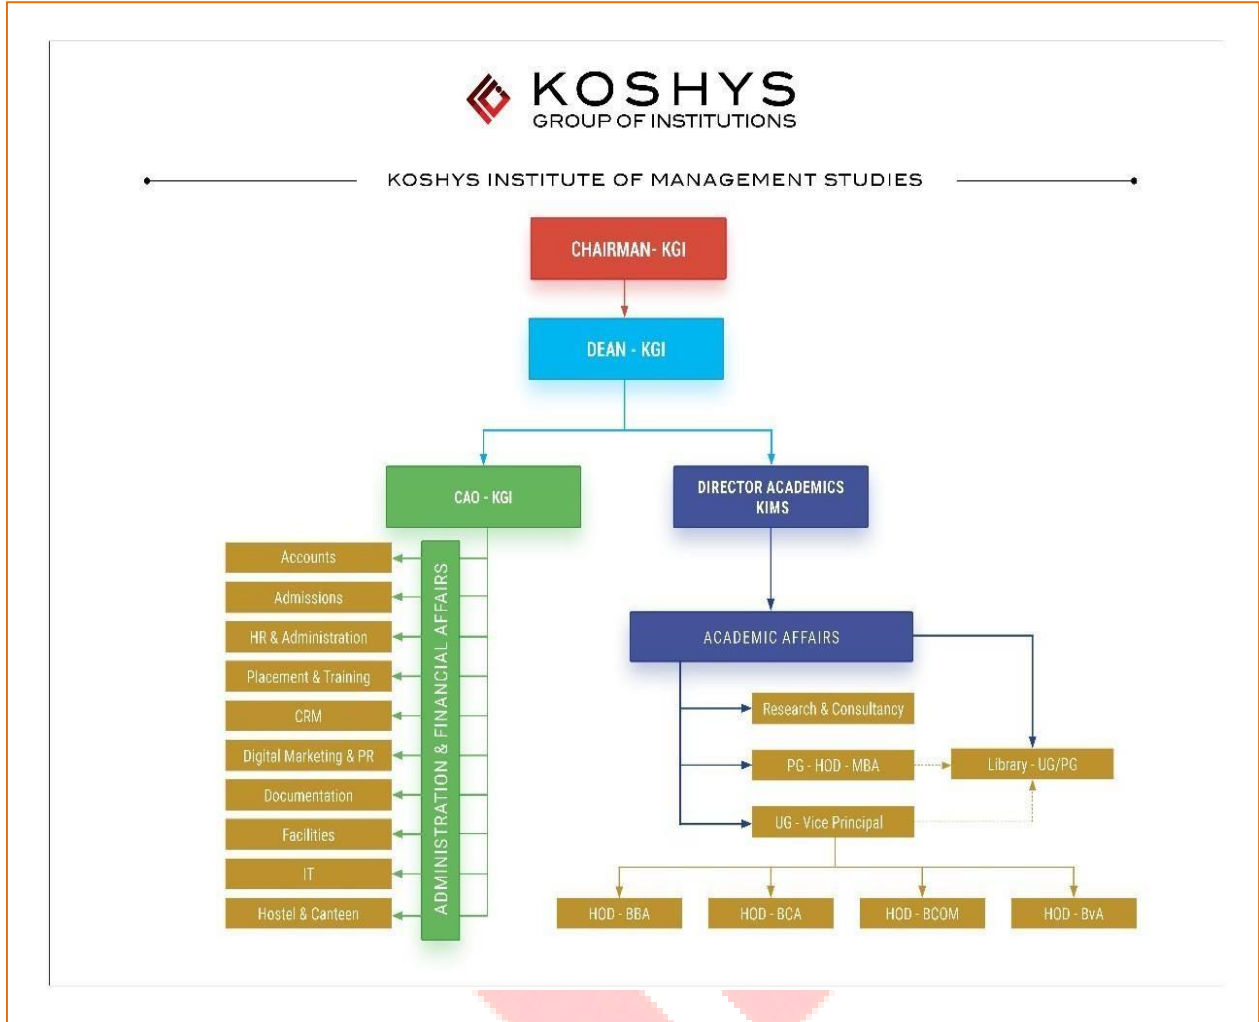 KOSHYS
GROUP OF INSTITUTIONS
KOSHYS INSTITUTE OF MANAGEMENT STUDIES
CHAIRMAN- KGI
DEAN - KGI
CAO - KGI
DIRECTOR ACADEMICS
KIMS
ADMINISTRATION & FINANCIAL AFFAIRS
Accounts
Admissions
HR & Administration
Placement & Training
CRM
Digital Marketing & PR
Documentation
Facilities
IT
Hostel & Canteen
ACADEMIC AFFAIRS
Research & Consultancy
PG - HOD - MBA
Library - UG/PG
UG - Vice Principal
HOD - BBA
HOD - BCA
HOD - BCOM
HOD - BvA